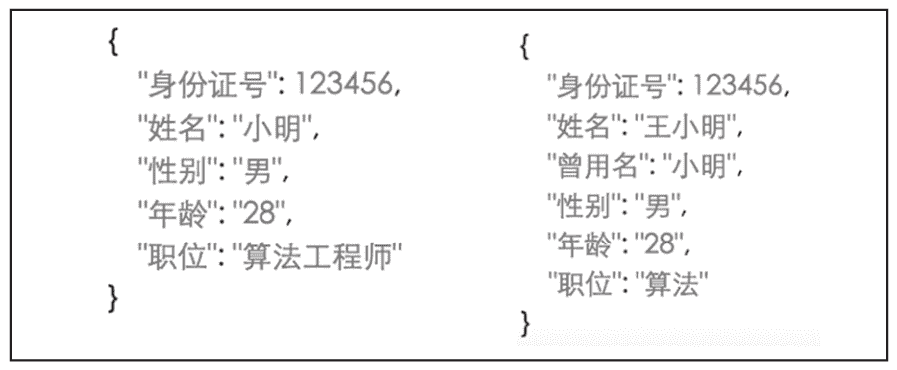 {
"身份证号": 123456,
"姓名": "小明",
"性别": "男",
"年龄": "28",
"职位": "算法工程师"
}
{
"身份证号": 123456,
"姓名": "王小明",
"曾用名": "小明",
"性别": "男",
"年龄": "28",
"职位": "算法"
}